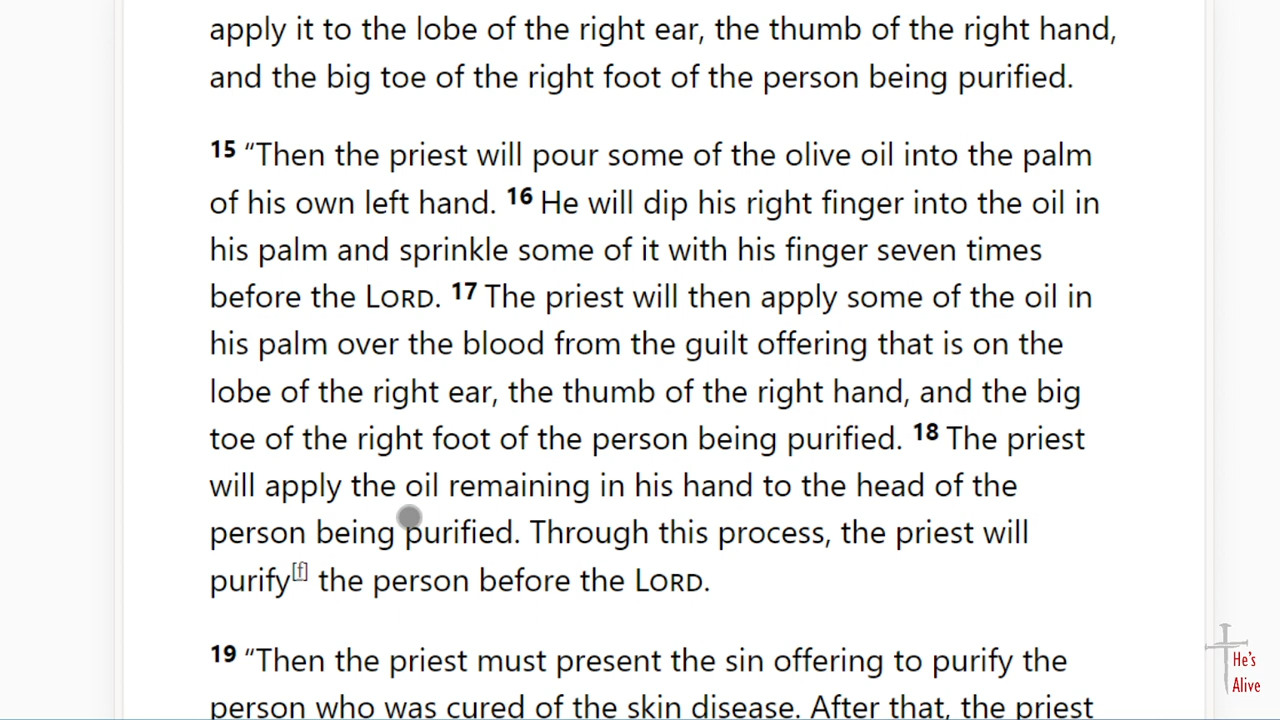 apply it to the lobe of the right ear, the thumb of the right hand,
and the big toe of the right foot of the person being purified.
15 “Then the priest will pour some of the olive oil into the palm
of his own left hand. 16 He will dip his right finger into the oil in
his palm and sprinkle some of it with his finger seven times
before the LORD. 17 The priest will then apply some of the oil in
his palm over the blood from the guilt offering that is on the
lobe of the right ear, the thumb of the right hand, and the big
toe of the right foot of the person being purified. 18 The priest
will apply the oil remaining in his hand to the head of the
person being purified. Through this process, the priest will
purify[f] the person before the LORD.
19 “Then the priest must present the sin offering to purify the
person who was cured of the skin disease. After that, the priest
He’s
Alive